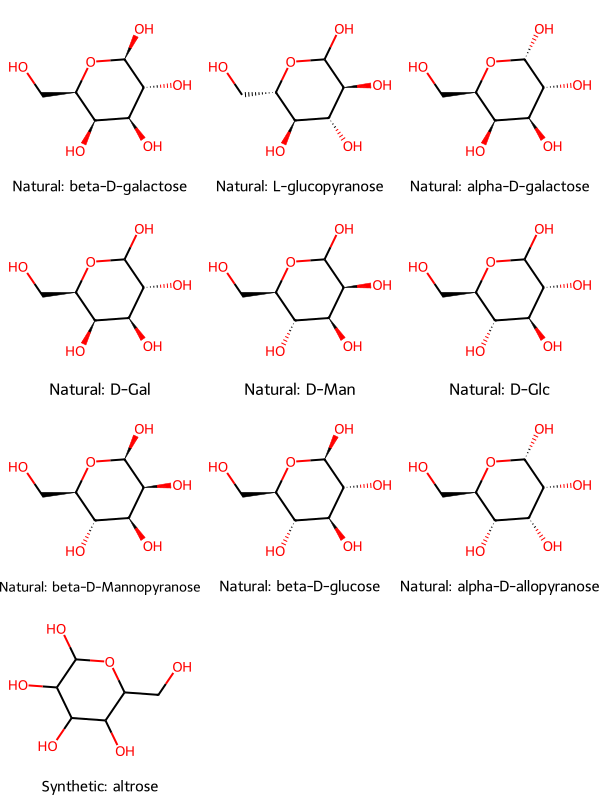 OH
HO
O
OH
HO
OH
Natural: beta-D-galactose
OH
HO
O
OH
HO
OH
Natural: L-glucopyranose
OH
HO
O
OH
HO
OH
Natural: alpha-D-galactose
OH
HO
O
OH
HO
OH
Natural: D-Gal
OH
HO
O
OH
HO
OH
Natural: D-Man
OH
HO
O
OH
HO
OH
Natural: D-Glc
OH
HO
O
OH
HO
OH
Natural: beta-D-Mannopyranose
OH
HO
O
OH
HO
OH
Natural: beta-D-glucose
OH
HO
O
OH
HO
OH
Natural: alpha-D-allopyranose
HO
O
OH
HO
HO
OH
Synthetic: altrose